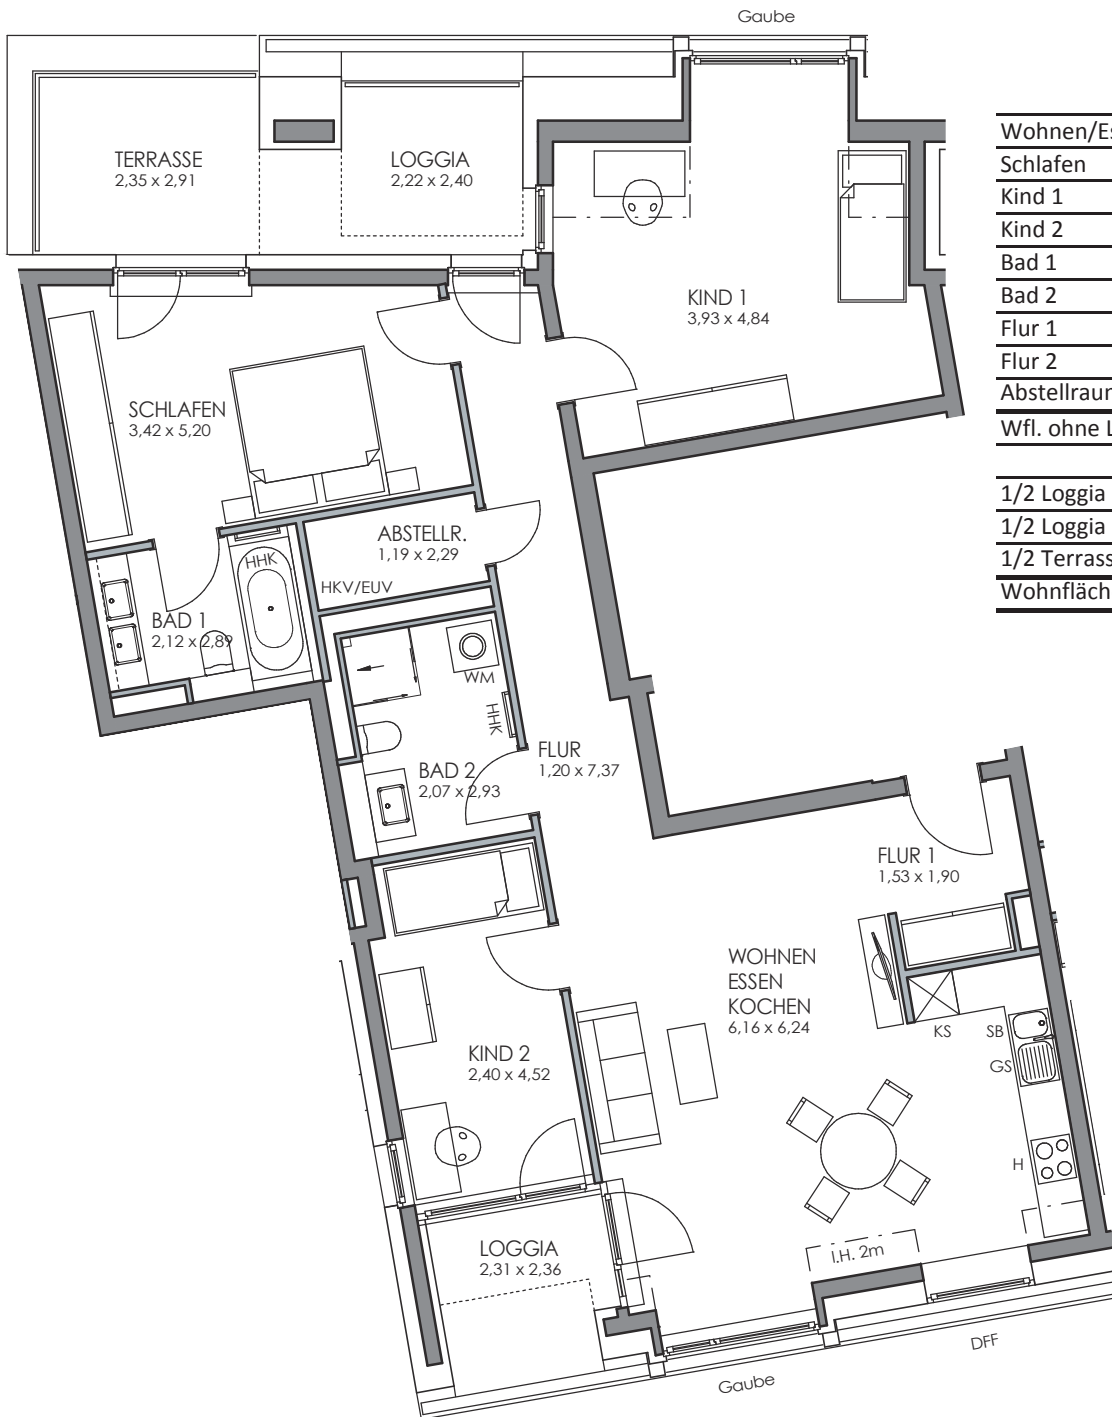 Gaube
TERRASSE
2,35 x 2,91
LOGGIA
2,22 x 2,40
KIND 1
3,93 x 4,84
SCHLAFEN
3,42 x 5,20
ABSTELLR.
1,19 x 2,29
HKV/EUV
HHK
BAD 1
2,12 x 2,89
WM
HHK
BAD 2
2,07 x 2,93
FLUR
1,20 x 7,37
FLUR 1
1,53 x 1,90
WOHNEN
ESSEN
KOCHEN
6,16 x 6,24
KS
SB
GS
H
KIND 2
2,40 x 4,52
LOGGIA
2,31 x 2,36
l.H. 2m
Gaube
DFF
Wohnen/Es
Schlafen
Kind 1
Kind 2
Bad 1
Bad 2
Flur 1
Flur 2
Abstellraum
Wfl. ohne L
1/2 Loggia
1/2 Loggia
1/2 Terrass
Wohnfläch